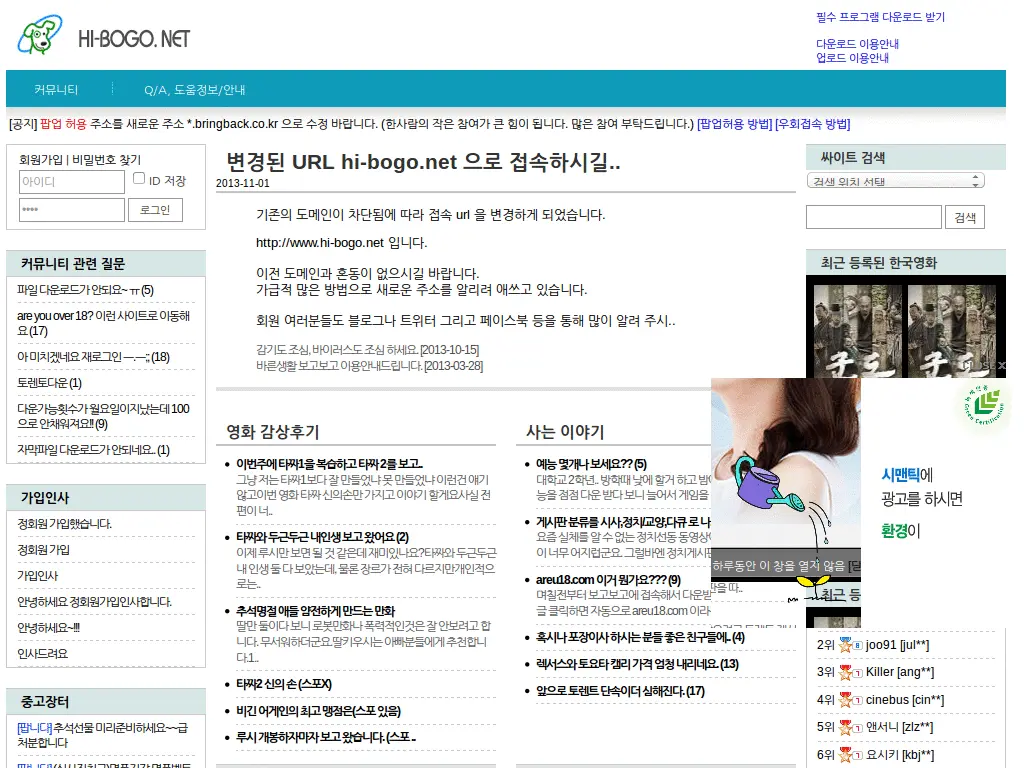 HI-BOGO.NET
필수 프로그램 다운로드 받기
다운로드 이용안내
업로드 이용안내
커뮤니티
Q/A, 도움정보/안내
[공지] 팝업 허용 주소를 새로운 주소 *.bringback.co.kr 으로 수정 바랍니다. (한사람의 작은 참여가 큰 힘이 됩니다. 많은 참여 부탁드립니다.) [팝업허용 방법] [우회접속 방법]
회원가입 | 비밀번호 찾기
아이디
ID 저장
****
로그인
커뮤니티 관련 질문
파일 다운로드가 안되요~ ㅠ (5)
are you over 18? 이런 사이트로 이동해
요 (17)
아 미치겠네요 재로그인 ㅡ.ㅡ;; (18)
토렌토다운 (1)
다운가능횟수가 월요일이지났는데 100
으로 안채워져요!! (9)
자막파일 다운로드가 안되네요.. (1)
가입인사
정회원 가입했습니다.
정회원 가입
가입인사
안녕하세요 정회원가입인사합니다.
안녕하세요~!!!
인사드려요
중고장터
[팝니다] 추석선물 미리준비하세요~~급
처분합니다
변경된 URL hi-bogo.net 으로 접속하시길..
2013-11-01
기존의 도메인이 차단됨에 따라 접속 url 을 변경하게 되었습니다.
http://www.hi-bogo.net 입니다.
이전 도메인과 혼동이 없으시길 바랍니다.
가급적 많은 방법으로 새로운 주소를 알리려 애쓰고 있습니다.
회원 여러분들도 블로그나 트위터 그리고 페이스북 등을 통해 많이 알려 주시..
감기도 조심, 바이러스도 조심 하세요. [2013-10-15]
바른생활 보고보고 이용안내드립니다. [2013-03-28]
영화 감상후기
이번주에 타짜1을 복습하고 타짜 2를 보고..
그냥 저는 타짜1보다 잘 만들었냐 못 만들었냐 이런건 얘기
않고이번 영화 타짜 신의손만 가지고 이야기 할게요사실 전
편이 너..
타짜와 두근두근 내인생 보고 왔어요 (2)
이제 루시만 보면 될 것 같은데 재미있나요?타짜와 두근두근
내 인생 둘 다 보았는데, 물론 장르가 전혀 다르지만개인적으
로는..
추석명절 애들 얌전하게 만드는 만화
딸만 둘이다 보니 로봇만화나 폭력적인것은 잘 안보려고 합
니다. 무서워하더군요.딸키우시는 아빠분들에게 추천합니
다.1..
타짜2 신의 손 (스포X)
비긴 어게인의 최고 맹점은(스포 있음)
루시 개봉하자마자 보고 왔습니다. (스포 ..
사는 이야기
예능 몇개나 보세요?? (5)
대학교 2학년.. 방학때 낮에 할거 하고 밤
능을 점점 다운 받다 보니 늘어서 게임을
게시판 분류를 시사,정치/교양,다큐 로 나
요즘 실체를 알 수 없는 정치선동 동영상
이 너무 어지럽군요. 그럴바엔 정치게시판
areu18.com 이거 뭔가요??? (9)
며칠전부터 보고보고에 접속해서 다운받
글 클릭하면 자동으로 areu18.com 이라
혹시나 포장이사 하시는 분들 좋은 친구들에.. (4)
렉서스와 토요타 캠리 가격 엄청 내리네요. (13)
앞으로 토렌트 단속이더 심해진다. (17)
사이트 검색
검색 위치 선택
검색
최근 등록된 한국영화
군도
군도
CLOSE X
Green Certification
시맨틱에
광고를 하시면
환경이
하루동안 이 창을 열지 않음
최근 등
2위 8 joo91 [jul**]
3위 1 Killer [ang**]
4위 1 cinebus [cin**]
5위 1 앤서니 [zlz**]
6위 1 요시키 [kbj**]